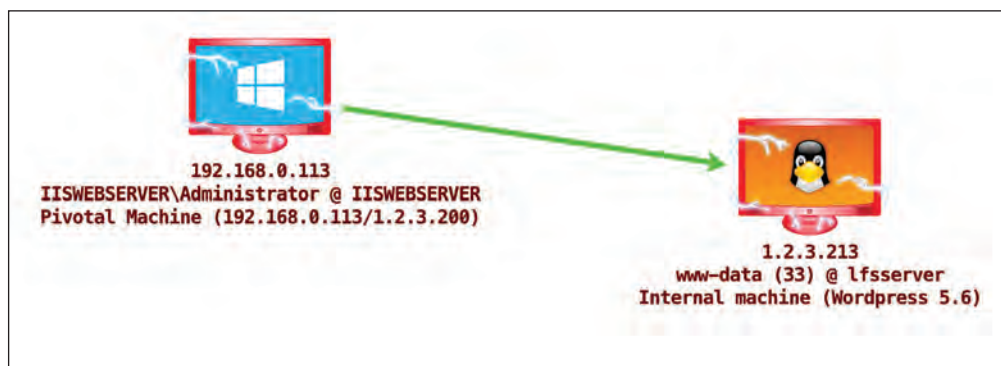 192.168.0.113
IISWEBSERVER\Administrator @ IISWEBSERVER
Pivotal Machine (192.168.0.113/1.2.3.200)
1.2.3.213
www-data (33) @ lfsserver
Internal machine (Wordpress 5.6)